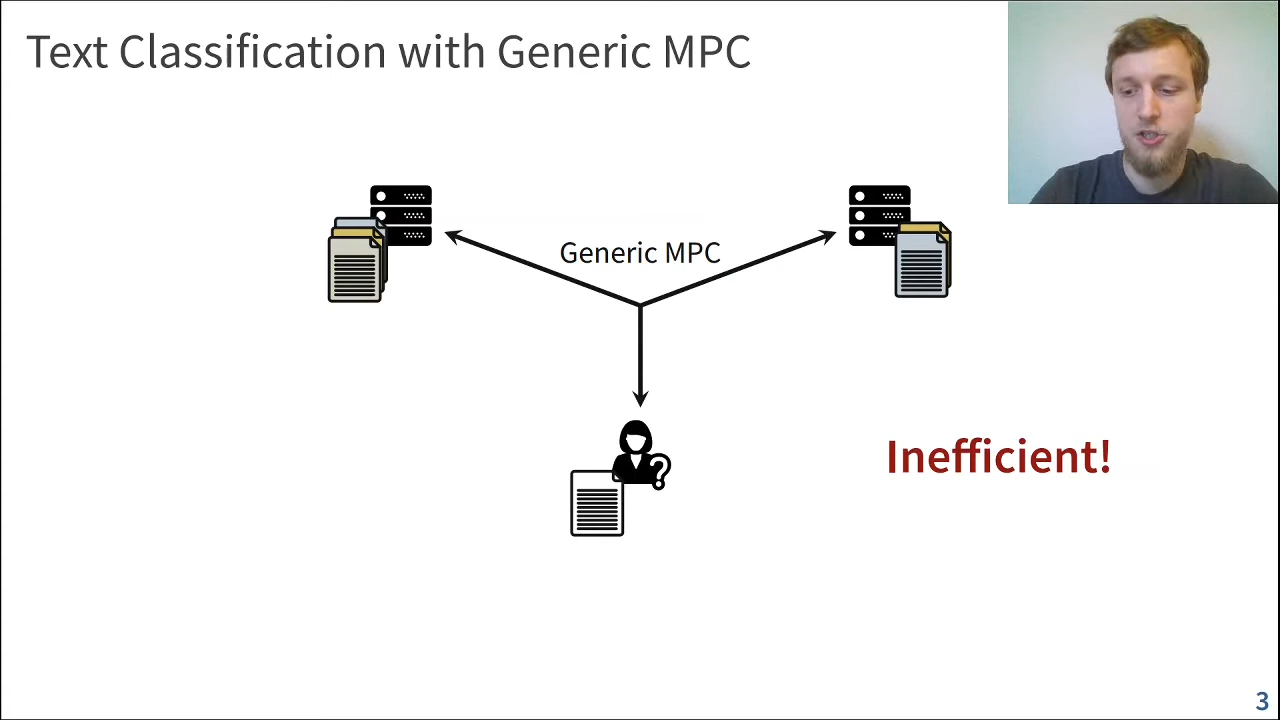 Text Classification with Generic MPC
Generic MPC
?
Inefficient!
3